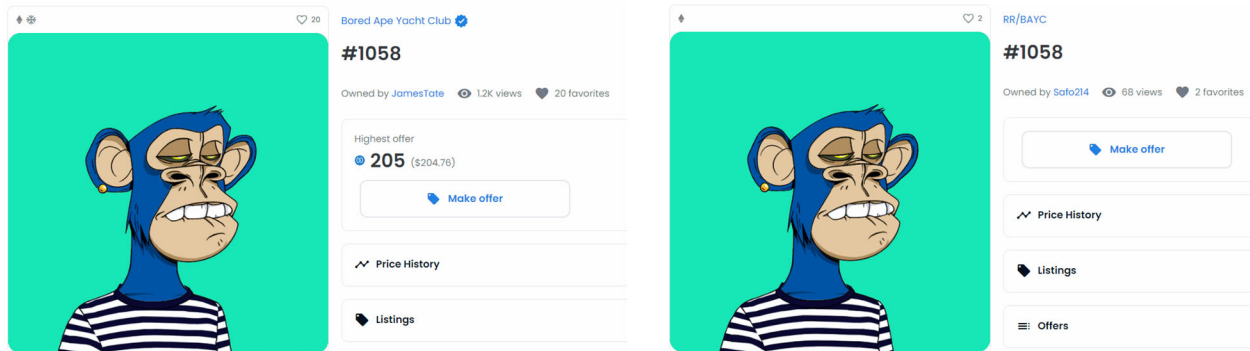 20
Bored Ape Yacht Club
#1058
Owned by JamesTate 1.2K views 20 favorites
Highest offer
205 ($204.76)
Make offer
Price History
Listings
2
RR/BAYC
#1058
Owned by Safo214 68 views 2 favorites
Make offer
Price History
Listings
Offers